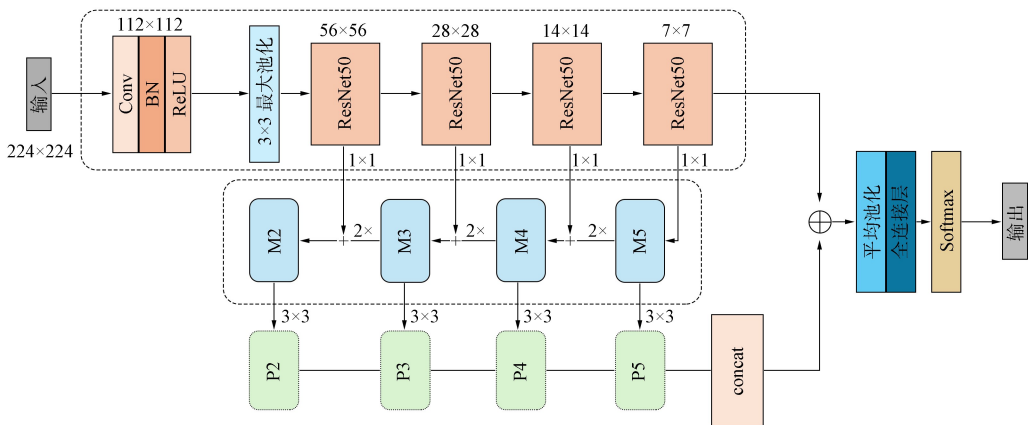 输入
224×224
112×112
Conv
BN
ReLU
3×3 最大池化
56×56
ResNet50
28×28
ResNet50
14×14
ResNet50
7×7
ResNet50
1×1
1×1
1×1
1×1
M2
+
2×
M3
+
2×
M4
+
2×
M5
3×3
3×3
3×3
3×3
P2
P3
P4
P5
concat
平均池化
全连接层
Softmax
输出